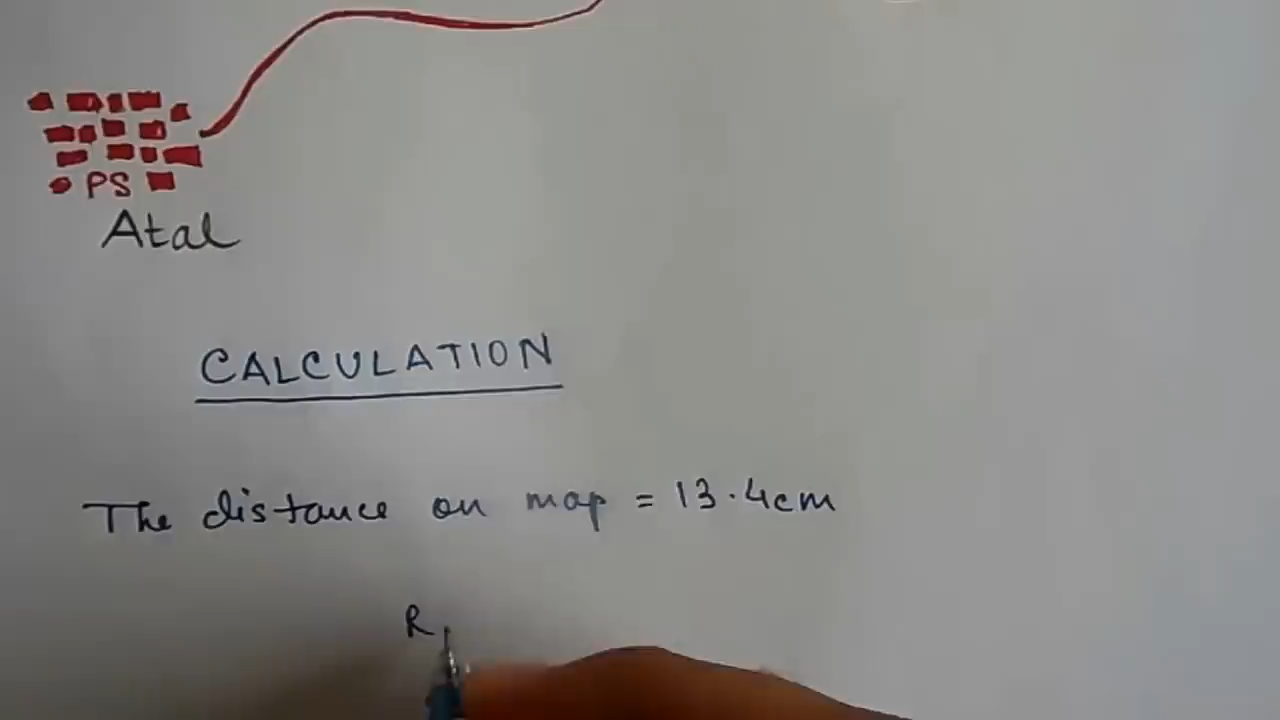 PS
Atal
CALCULATION
The distance on map = 13.4cm
R